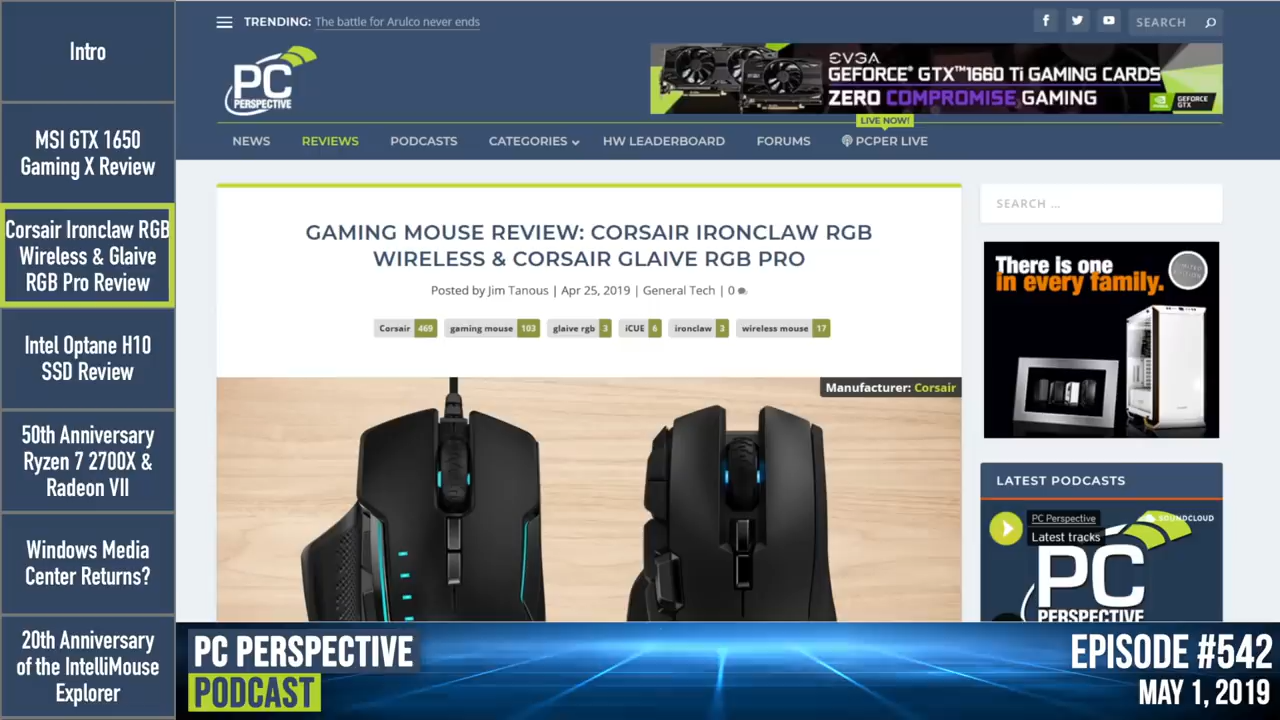 Intro
MSI GTX 1650
Gaming X Review
Corsair Ironclaw RGB
Wireless & Glaive
RGB Pro Review
Intel Optane H10
SSD Review
50th Anniversary
Ryzen 7 2700X &
Radeon VII
Windows Media
Center Returns?
20th Anniversary
of the IntelliMouse
Explorer
TRENDING: The battle for Arulco never ends
SEARCH
PC
PERSPECTIVE
EVGA
GEFORCE® GTX™1660 Ti GAMING CARDS
ZERO COMPROMISE GAMING
GEFORCE
GTX
LIVE NOW!
NEWS REVIEWS PODCASTS CATEGORIES HW LEADERBOARD FORUMS PCPER LIVE
GAMING MOUSE REVIEW: CORSAIR IRONCLAW RGB
WIRELESS & CORSAIR GLAIVE RGB PRO
Posted by Jim Tanous | Apr 25, 2019 | General Tech | 0
Corsair 469 gaming mouse 103 glaive rgb 3 iCUE 6 ironclaw 3 wireless mouse 17
Manufacturer: Corsair
SEARCH …
There is one
in every family.
LIMITED
EDITION
LATEST PODCASTS
PC Perspective
SOUNDCLOUD
Latest tracks
PC
PERSPECTIVE
PC PERSPECTIVE
PODCAST
EPISODE #542
MAY 1, 2019